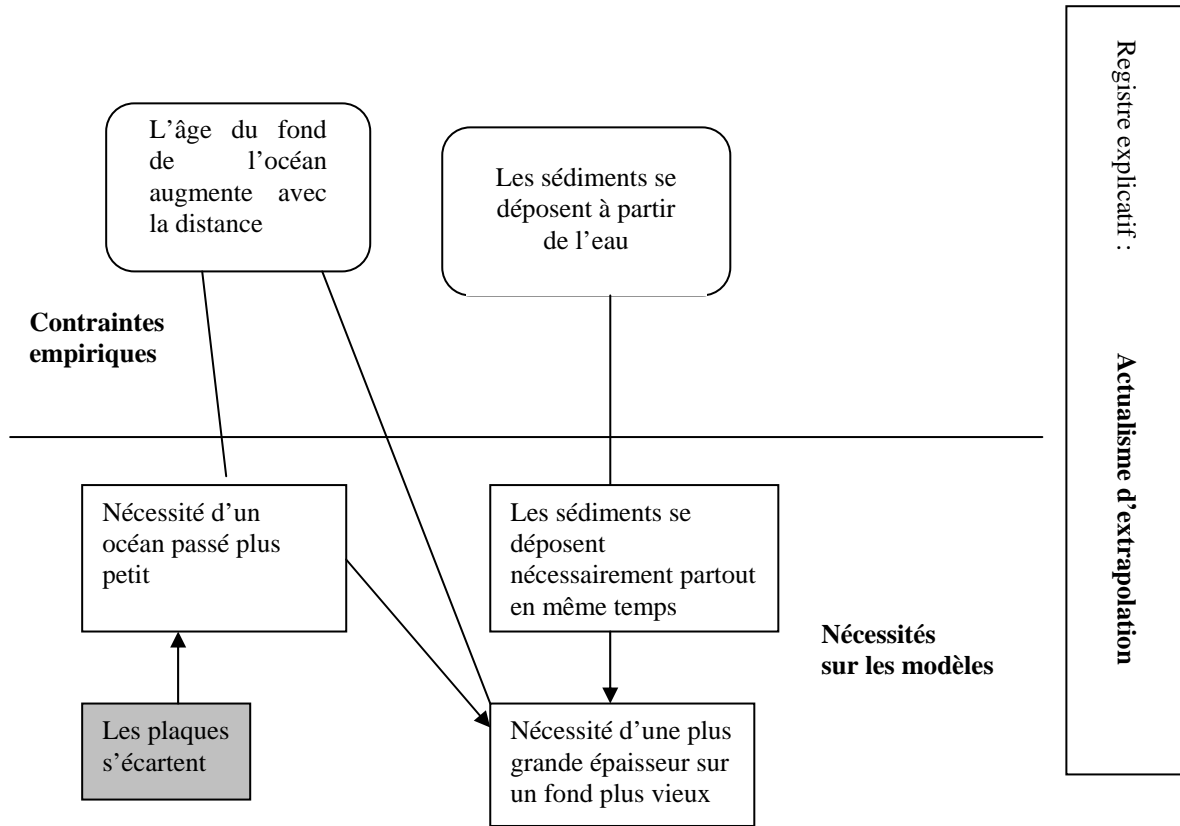 L'âge du fond
de l'océan
augmente avec
la distance
Les sédiments se
déposent à partir
de l'eau
Contraintes
empiriques
Nécessité d'un
océan passé plus
petit
Les sédiments se
déposent
nécessairement partout
en même temps
Nécessités
sur les modèles
Les plaques
s'écartent
Nécessité d'une plus
grande épaisseur sur
un fond plus vieux
Registre explicatif : Actualisme d'extrapolation